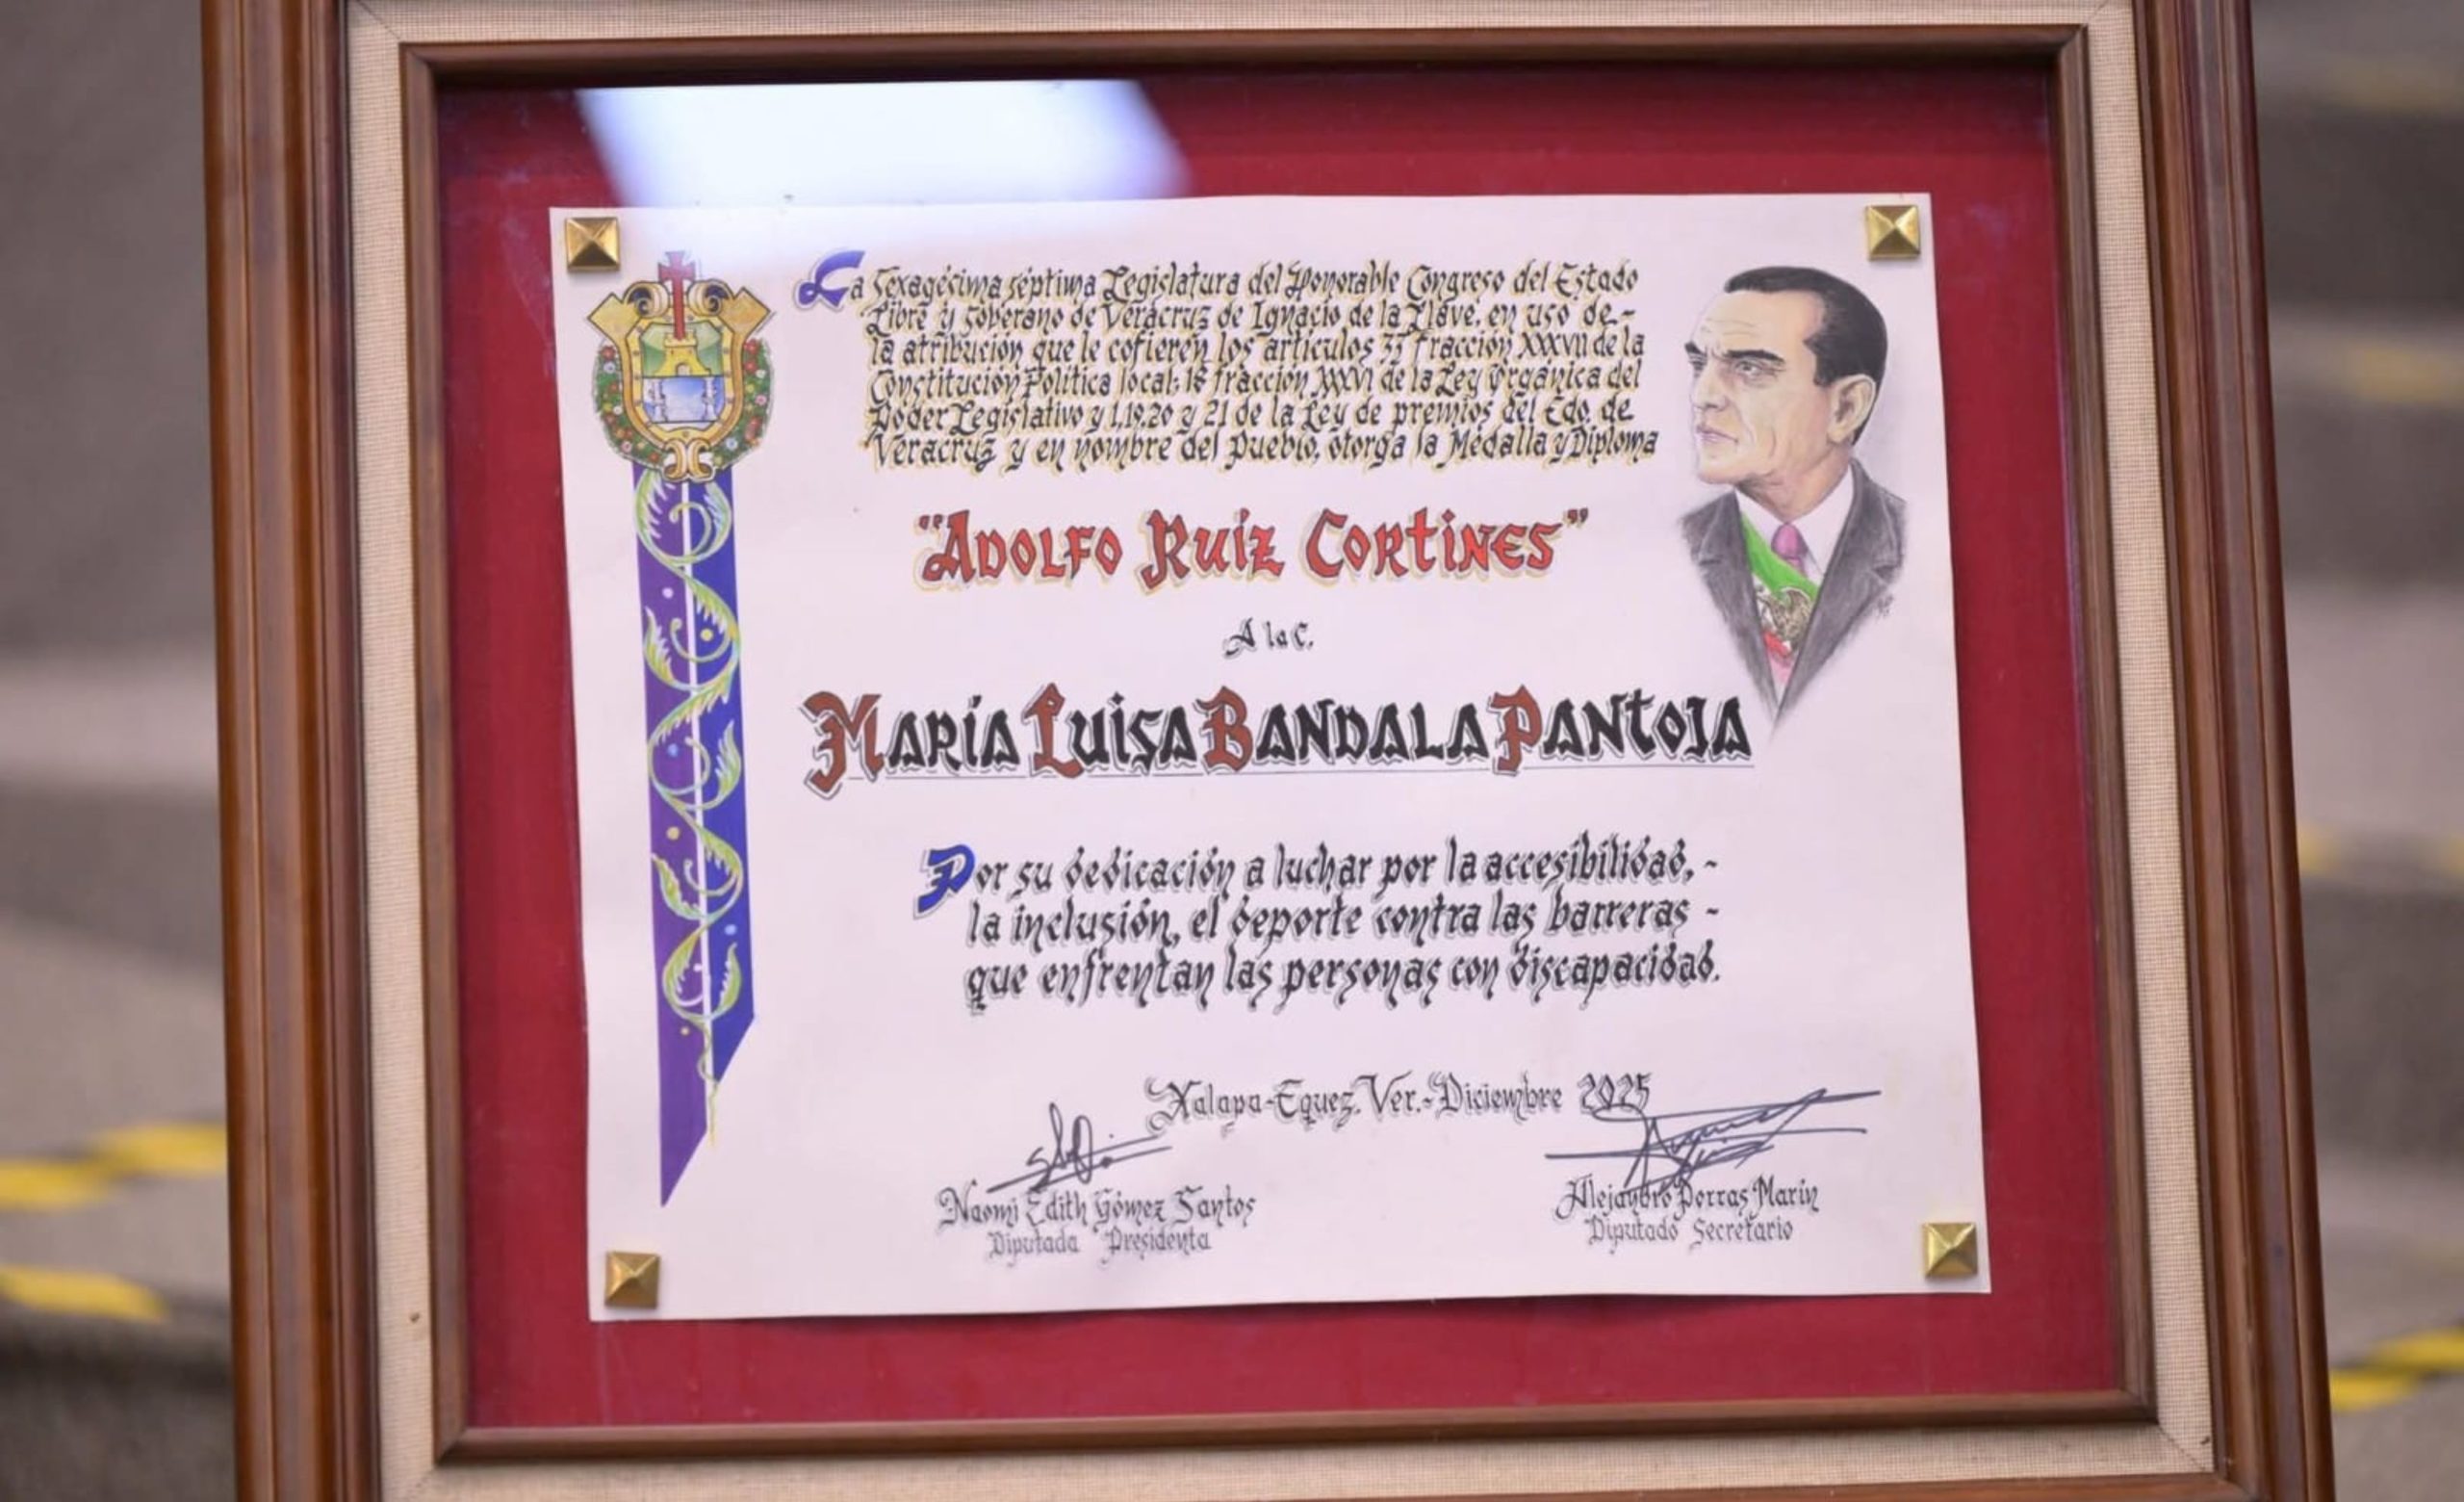 La Sexagésima séptima Legislatura del Honorable Congreso del Estado
Libre y soberano de Veracruz de Ignacio de la Llave, en uso de-
la atribución que le cofieren los artículos 33 fracción XXXVII de la
Constitución Política local; 18 fracción XXXVI de la Ley Orgánica del
Poder Legislativo y 1,19,20 y 21 de la Ley de premios del Edo. de
Veracruz y en nombre del Pueblo, otorga la Medalla y Diploma
"Adolfo Ruíz Cortines"
A la C.
María Luisa Bandala Pantoja
Por su dedicación a luchar por la accesibilidad, -
la inclusión, el deporte contra las barreras -
que enfrentan las personas con discapacidad.
Xalapa-Equez. Ver.-Diciembre 2025
Naomi Edith Gómez Santos
Diputada Presidenta
Alejandro Porras Marín
Diputado Secretario